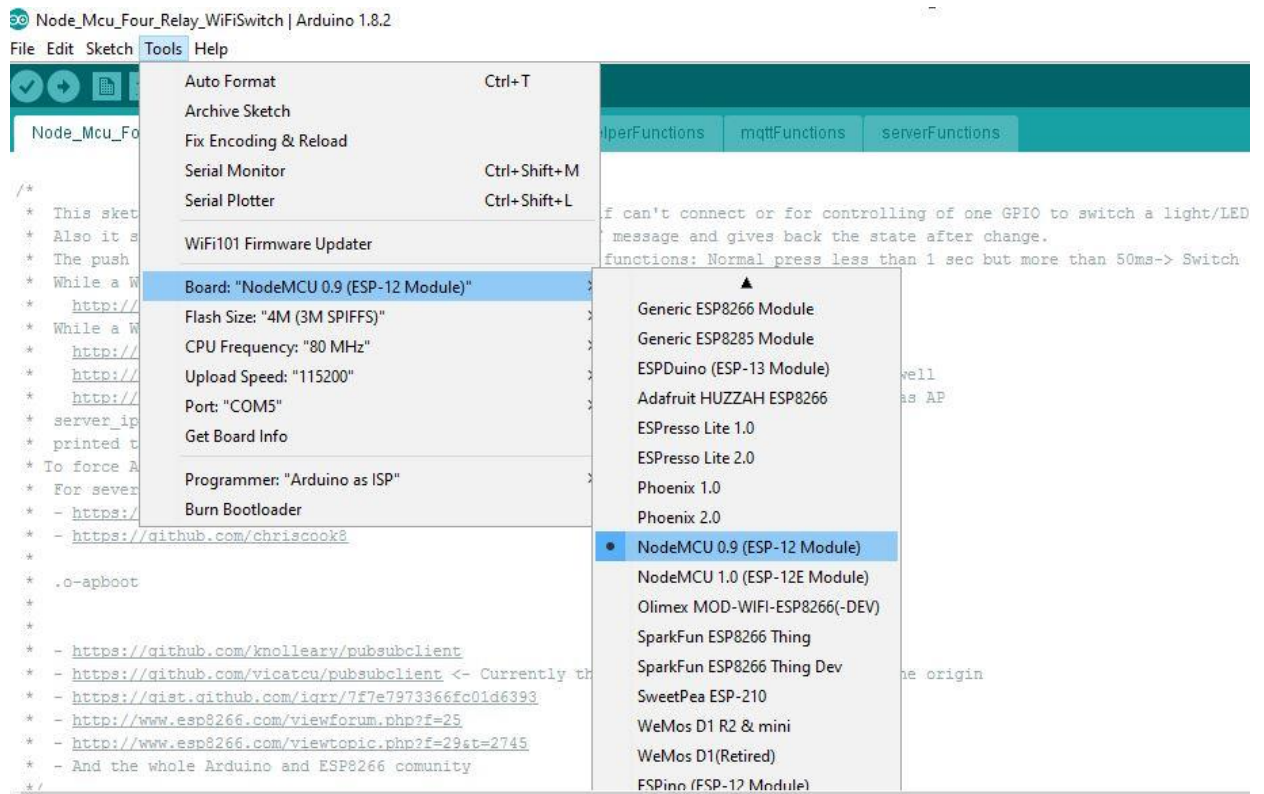 Node_Mcu_Four_Relay_WiFiSwitch | Arduino 1.8.2
File Edit Sketch Tools Help
Node_Mcu_Fo
lperFunctions mqttFunctions serverFunctions
Auto Format Ctrl+T
Archive Sketch
Fix Encoding & Reload
Serial Monitor Ctrl+Shift+M
Serial Plotter Ctrl+Shift+L
WiFi101 Firmware Updater
Board: "NodeMCU 0.9 (ESP-12 Module)"
Flash Size: "4M (3M SPIFFS)"
CPU Frequency: "80 MHz"
Upload Speed: "115200"
Port: "COM5"
Get Board Info
Programmer: "Arduino as ISP"
Burn Bootloader
Generic ESP8266 Module
Generic ESP8285 Module
ESPDuino (ESP-13 Module)
Adafruit HUZZAH ESP8266
ESPresso Lite 1.0
ESPresso Lite 2.0
Phoenix 1.0
Phoenix 2.0
NodeMCU 0.9 (ESP-12 Module)
NodeMCU 1.0 (ESP-12E Module)
Olimex MOD-WIFI-ESP8266(-DEV)
SparkFun ESP8266 Thing
SparkFun ESP8266 Thing Dev
SweetPea ESP-210
WeMos D1 R2 & mini
WeMos D1(Retired)
ESPino (ESP-12 Module)
/*
* This sket if can't connect or for controlling of one GPIO to switch a light/LED
* Also it s message and gives back the state after change.
* The push functions: Normal press less than 1 sec but more than 50ms-> Switch
* While a W
* http://
* While a W
* http://
* http:// well
* http:// as AP
* server_ip
* printed t
* To force A
* For sever
* - https:/
* - https://github.com/chriscook8
*
* .o-apboot
*
*
* - https://github.com/knolleary/pubsubclient
* - https://github.com/vicatcu/pubsubclient <- Currently th he origin
* - https://gist.github.com/igrr/7f7e7973366fc01d6393
* - http://www.esp8266.com/viewforum.php?f=25
* - http://www.esp8266.com/viewtopic.php?f=29&t=2745
* - And the whole Arduino and ESP8266 comunity
*/